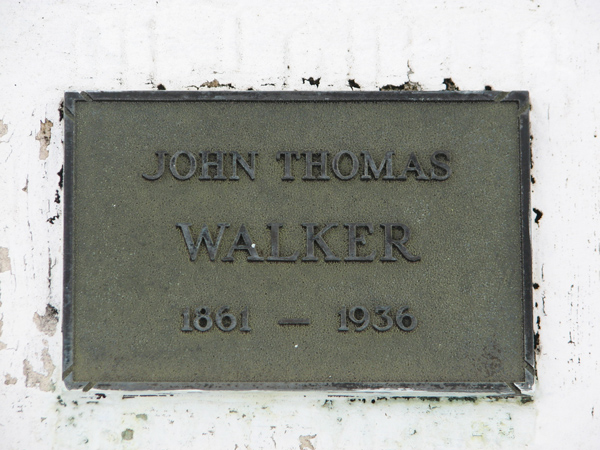 JOHN THOMAS
WALKER
1861 — 1936